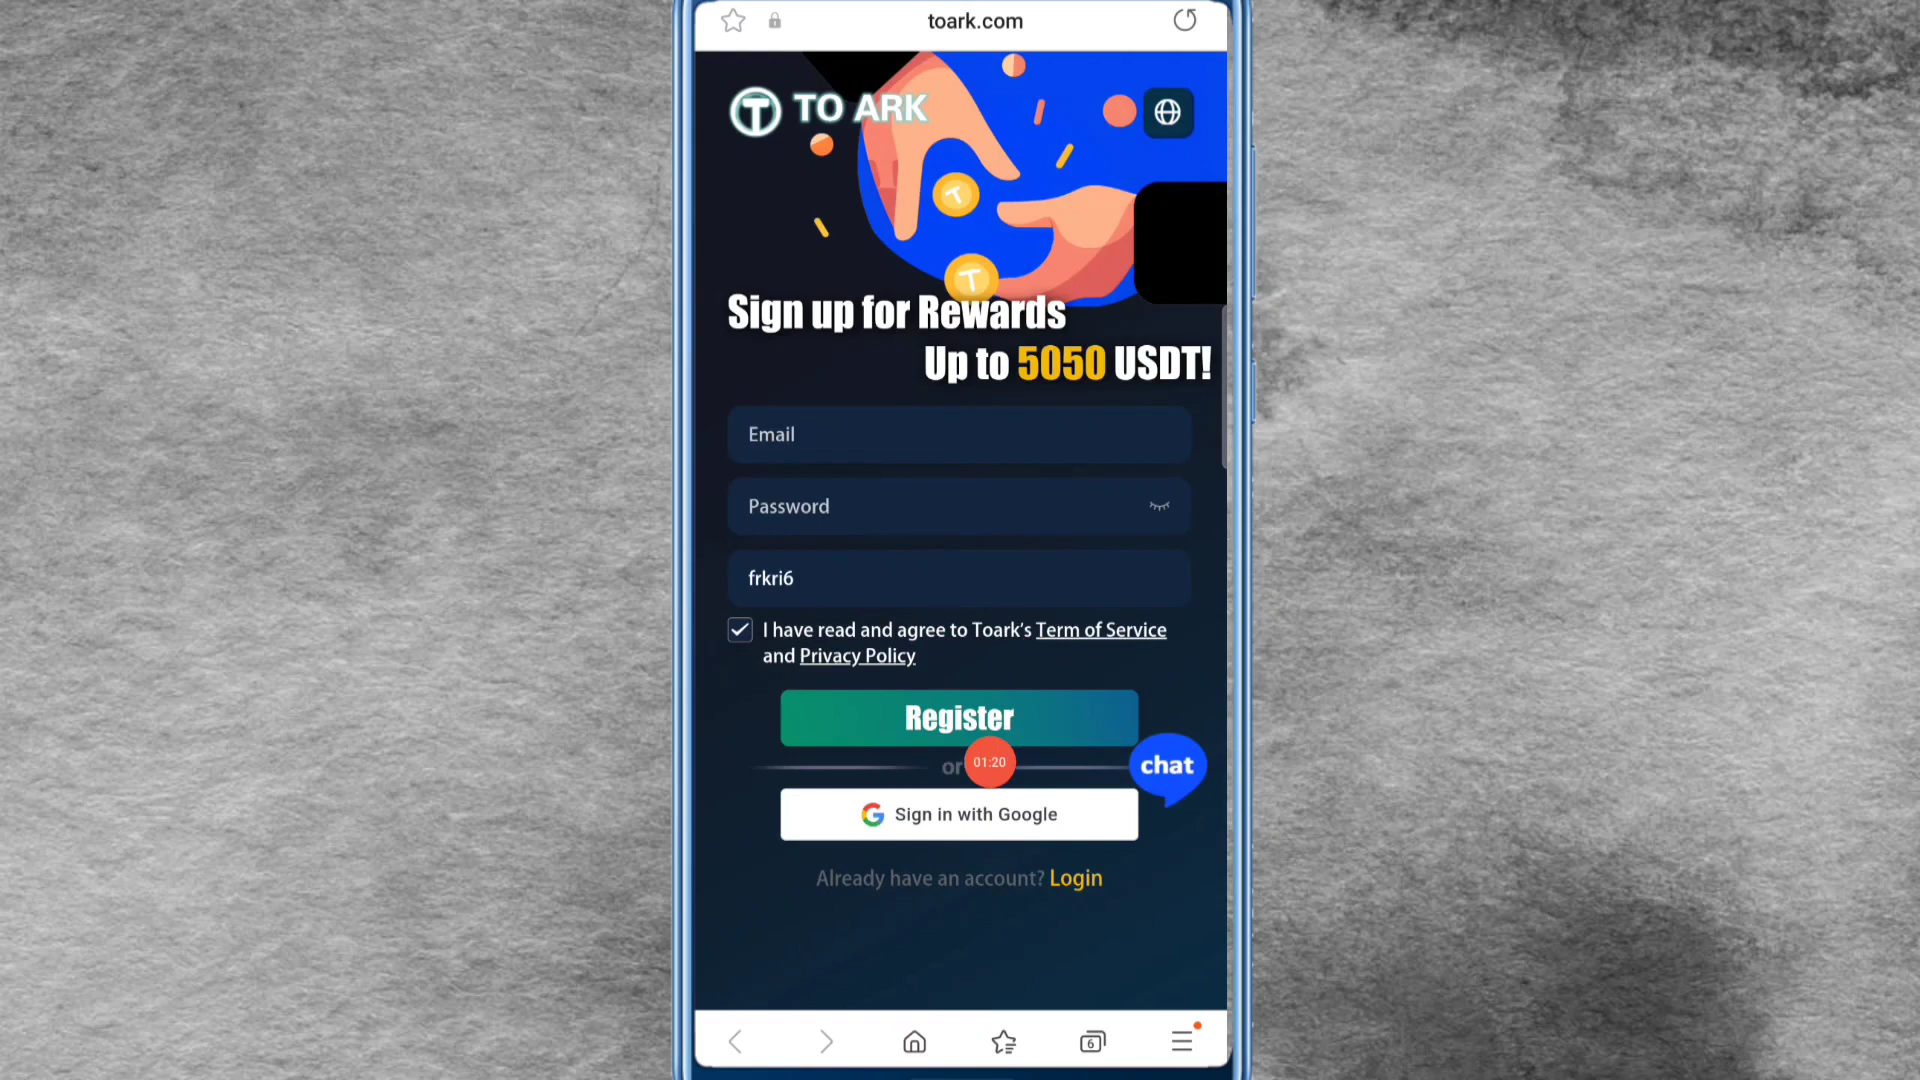 toark.com
TO ARK
Sign up for Rewards
Up to 5050 USDT!
Email
Password
frkri6
I have read and agree to Toark's Term of Service
and Privacy Policy
Register
or
01:20
chat
Sign in with Google
Already have an account? Login
6